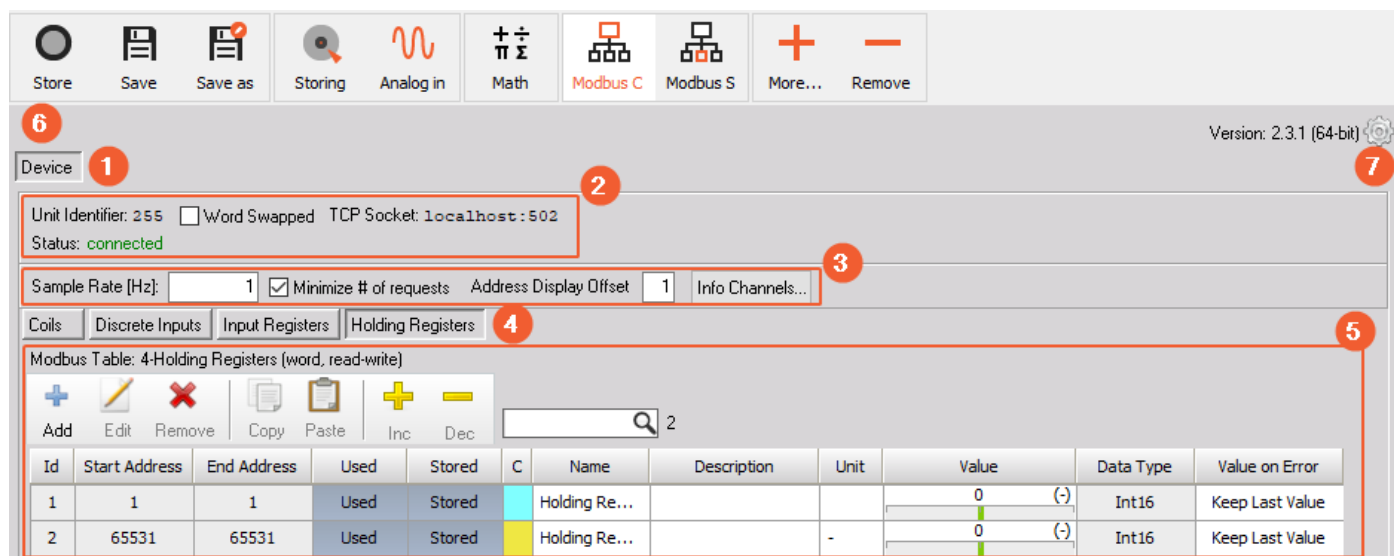 Store Save Save as Storing Analog in Math Modbus C Modbus S More... Remove
6
Version: 2.3.1 (64-bit)
Device 1 7
2
Unit Identifier: 255 Word Swapped TCP Socket: localhost:502
Status: connected
3
Sample Rate [Hz]: 1 Minimize # of requests Address Display Offset 1 Info Channels...
Coils Discrete Inputs Input Registers Holding Registers 4 5
Modbus Table: 4-Holding Registers (word, read-write)
Add Edit Remove Copy Paste Inc Dec 2
Id Start Address End Address Used Stored C Name Description Unit Value Data Type Value on Error
1 1 1 Used Stored Holding Re... 0 (-) Int16 Keep Last Value
2 65531 65531 Used Stored Holding Re... - 0 (-) Int16 Keep Last Value